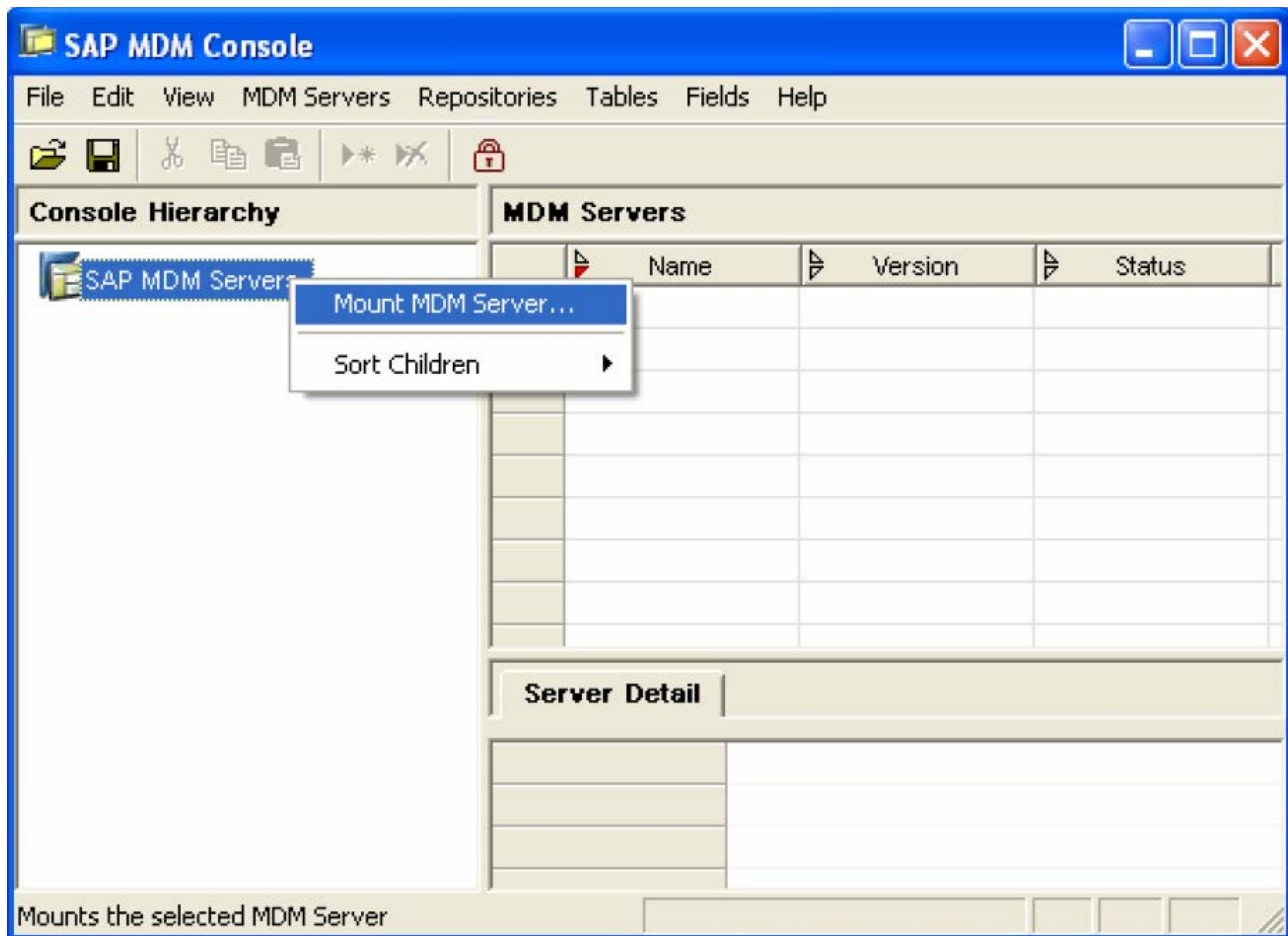 SAP MDM Console
File Edit View MDM Servers Repositories Tables Fields Help
Console Hierarchy
MDM Servers
Name Version Status
SAP MDM Servers
Mount MDM Server...
Sort Children
Server Detail
Mounts the selected MDM Server